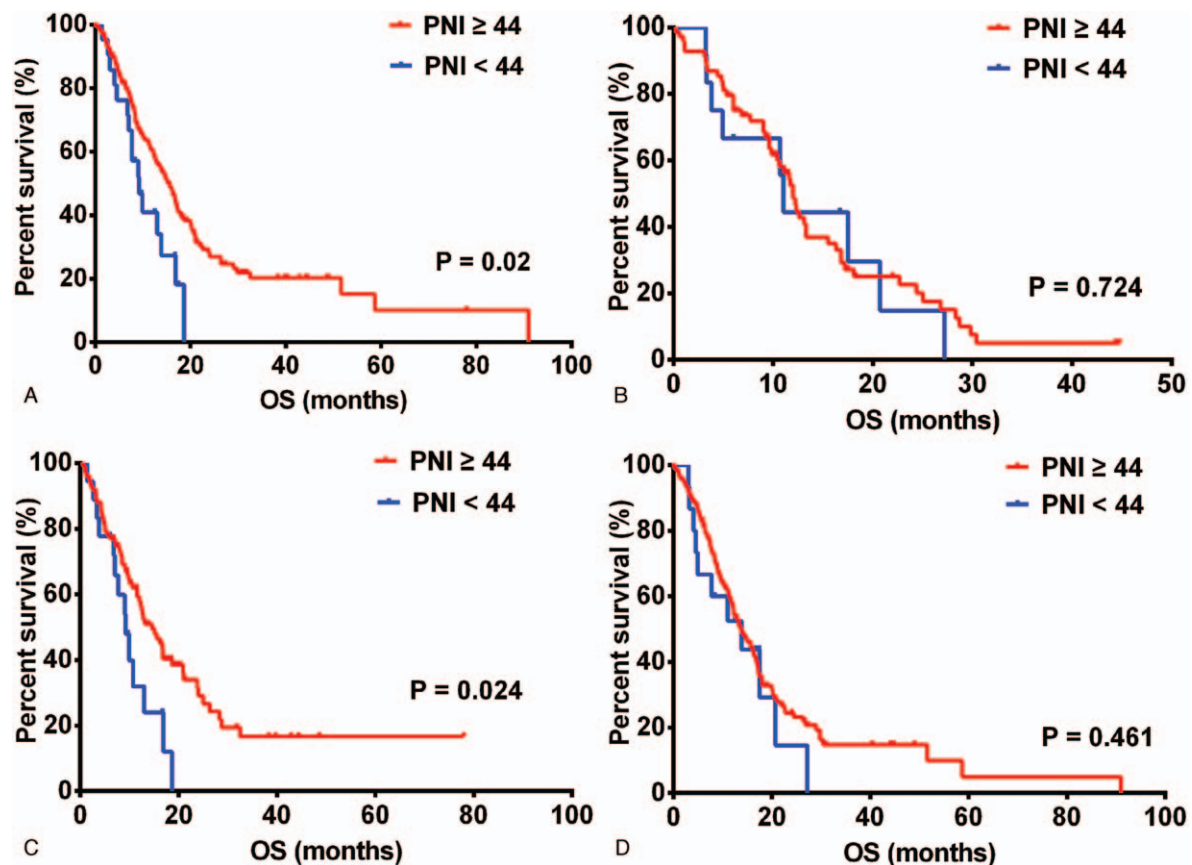 100
80
60
40
20
0
Percent survival (%)
PNI ≥ 44
PNI < 44
P = 0.02
0 20 40 60 80 100
OS (months)
A
100
80
60
40
20
0
Percent survival (%)
PNI ≥ 44
PNI < 44
P = 0.724
0 10 20 30 40 50
OS (months)
B
100
80
60
40
20
0
Percent survival (%)
PNI ≥ 44
PNI < 44
P = 0.024
0 20 40 60 80 100
OS (months)
C
100
80
60
40
20
0
Percent survival (%)
PNI ≥ 44
PNI < 44
P = 0.461
0 20 40 60 80 100
OS (months)
D